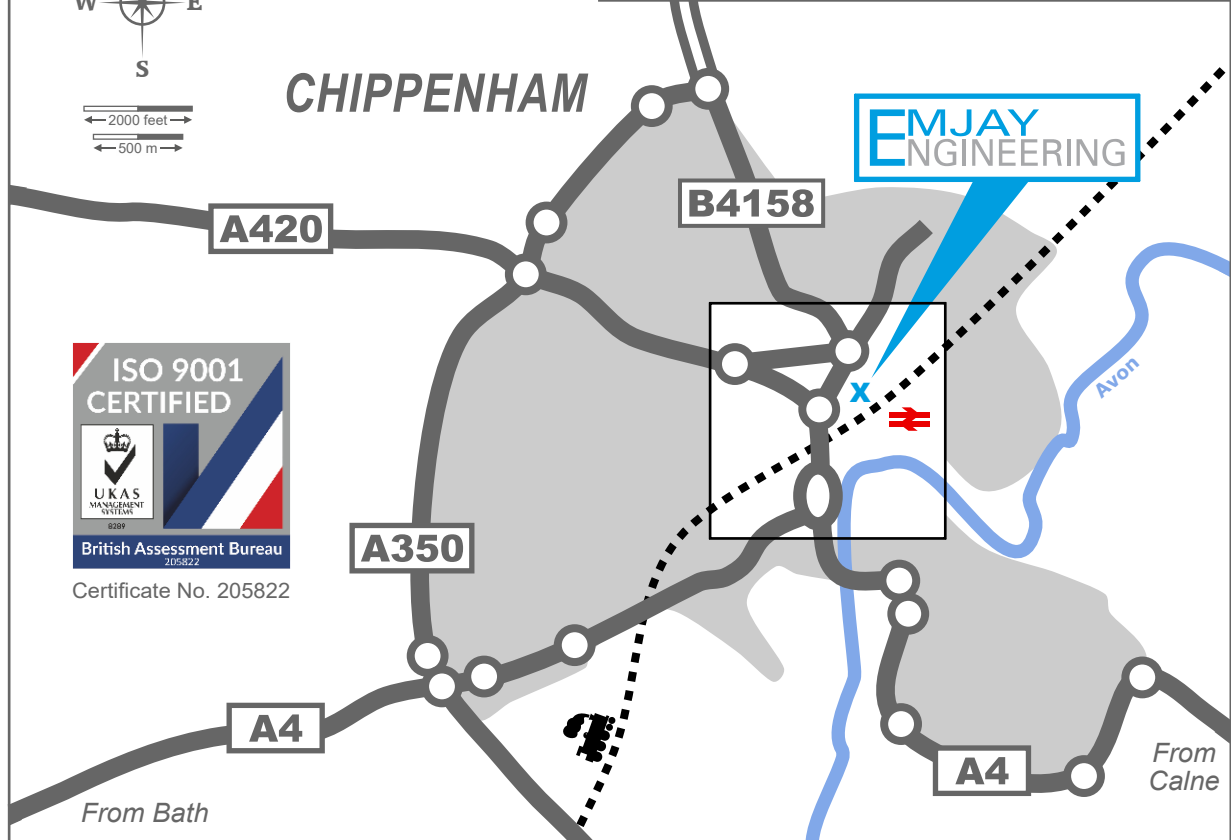 W E
S
2000 feet
500 m
CHIPPENHAM
EMJAY
ENGINEERING
B4158
A420
ISO 9001
CERTIFIED
UKAS
MANAGEMENT
SYSTEMS
8289
British Assessment Bureau
205822
Certificate No. 205822
X
Avon
A350
A4
From Bath
A4
From
Calne